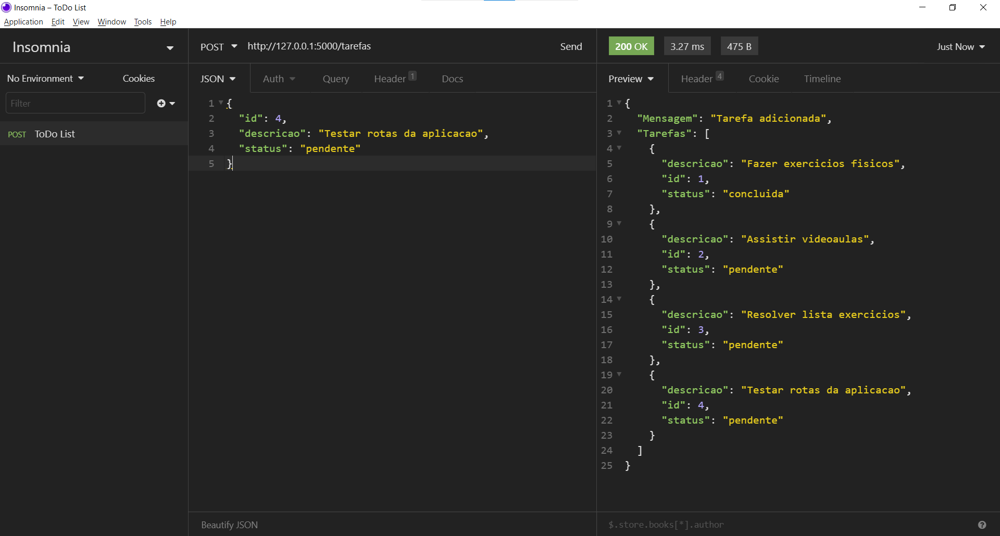 Insomnia – ToDo List
Application Edit View Window Tools Help
Insomnia
POST http://127.0.0.1:5000/tarefas Send
200 OK 3.27 ms 475 B Just Now
No Environment Cookies
JSON Auth Query Header 1 Docs
Preview Header 4 Cookie Timeline
Filter
POST ToDo List
1 {
2 "id": 4,
3 "descricao": "Testar rotas da aplicacao",
4 "status": "pendente"
5 }
Beautify JSON
1 {
2 "Mensagem": "Tarefa adicionada",
3 "Tarefas": [
4 {
5 "descricao": "Fazer exercicios fisicos",
6 "id": 1,
7 "status": "concluida"
8 },
9 {
10 "descricao": "Assistir videoaulas",
11 "id": 2,
12 "status": "pendente"
13 },
14 {
15 "descricao": "Resolver lista exercicios",
16 "id": 3,
17 "status": "pendente"
18 },
19 {
20 "descricao": "Testar rotas da aplicacao",
21 "id": 4,
22 "status": "pendente"
23 }
24 ]
25 }
$.store.books[*].author ?